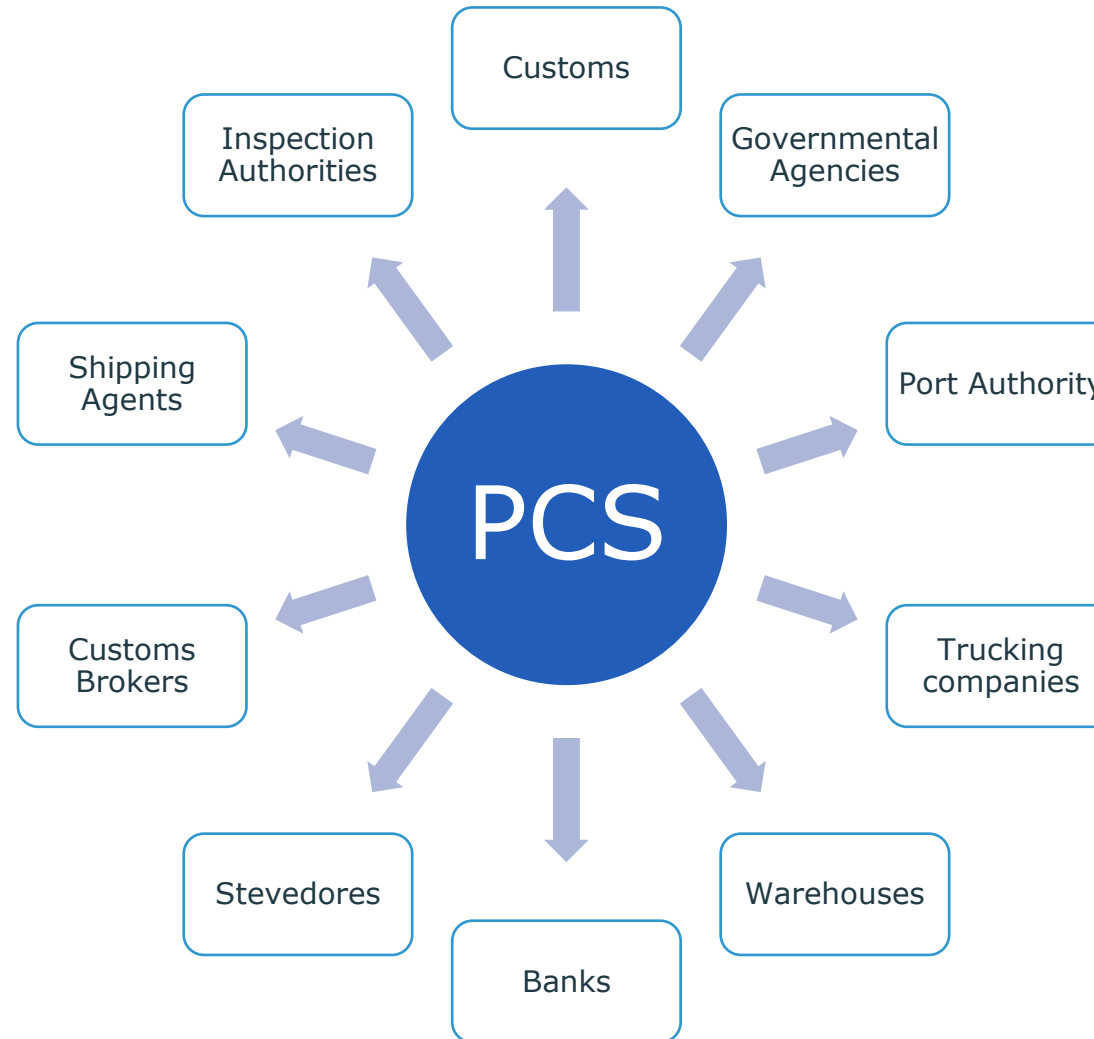 Customs
Inspection
Authorities
Governmental
Agencies
Shipping
Agents
Port Authority
PCS
Customs
Brokers
Trucking
companies
Stevedores
Warehouses
Banks